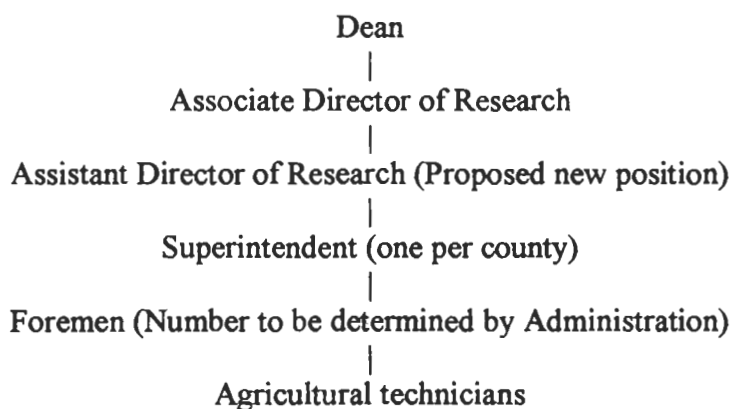 Dean
Associate Director of Research
Assistant Director of Research (Proposed new position)
Superintendent (one per county)
Foremen (Number to be determined by Administration)
Agricultural technicians